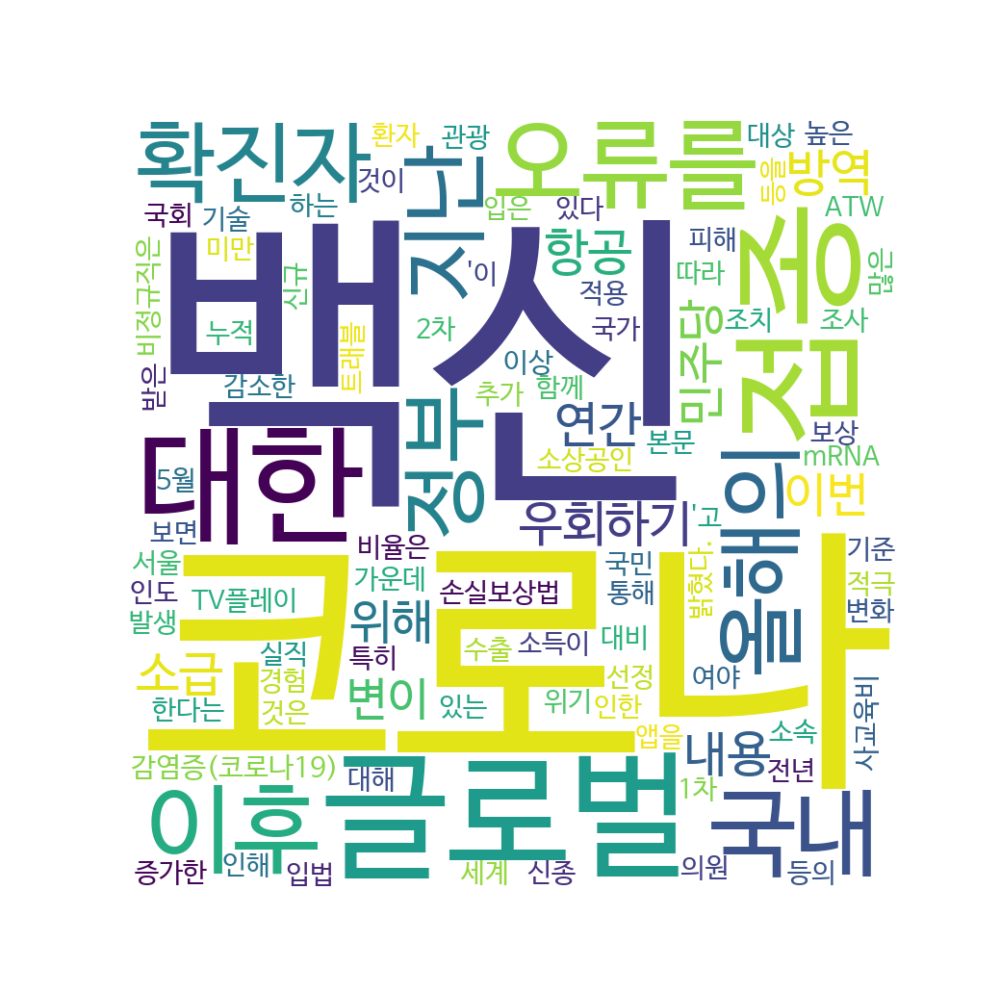 확진자
환자
지난
관광
오류를
대상
높은
것이
등을
방역
국회
기술
하는
입은
있다
ATW
비정규직은
미만
신규
백신
'이
항공
피해
접종
많은
누적
트래블
2차
적용
국가
따라
민주당
조치
조사
받은
감소한
이상
추가
함께
대한
정부
연간
본문
보상
5월
소상공인
올해의
mRNA
이번
보면
우회하기
'고
서울
비율은
국민
밝혔다.
기준
인도
TV플레이
가운데
손실보상법
통해
적극
발생
코로나
위해
변화
실직
특히
수출
소득이
대비
소급
경험
변이
선정
여야
한다는
것은
있는
위기
인한
앱을
사교육비
소속
감염증(코로나19)
대해
글로벌
내용
전년
이후
1차
국내
증가한
인해
입법
세계
신종
의원
등의